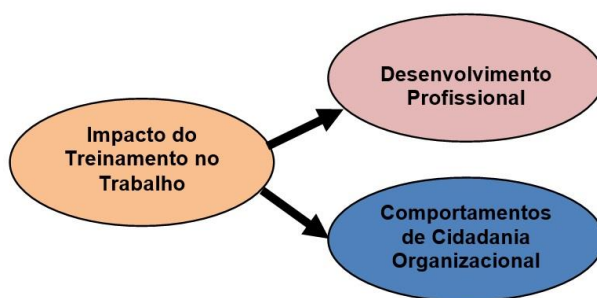 Impacto do
Treinamento no
Trabalho
Desenvolvimento
Profissional
Comportamentos
de Cidadania
Organizacional